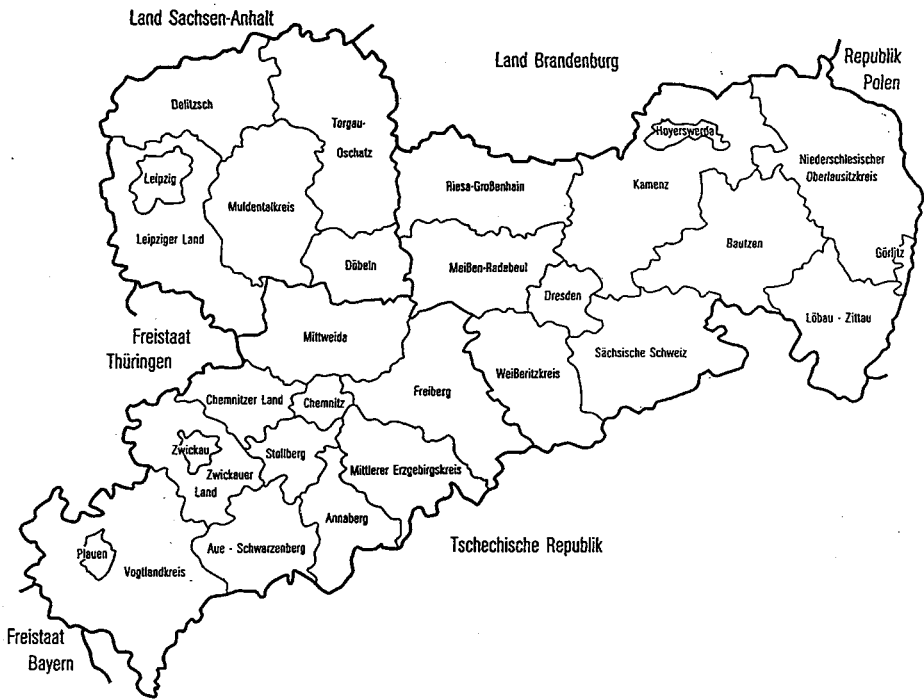 Land Sachsen-Anhalt
Land Brandenburg
Republik
Polen
Delitzsch
Torgau-
Oschatz
Hoyerswerda
Niederschlesischer
Oberlausitzkreis
Leipzig
Riesa-Großenhain
Kamenz
Muldentalkreis
Leipziger Land
Bautzen
Görlitz
Döbeln
Meißen-Radebeul
Dresden
Löbau - Zittau
Freistaat
Thüringen
Mittweida
Sächsische Schweiz
Weißeritzkreis
Freiberg
Chemnitzer Land
Chemnitz
Zwickau
Stollberg
Zwickauer
Land
Mittlerer Erzgebirgskreis
Annaberg
Aue - Schwarzenberg
Tschechische Republik
Plauen
Vogtlandkreis
Freistaat
Bayern